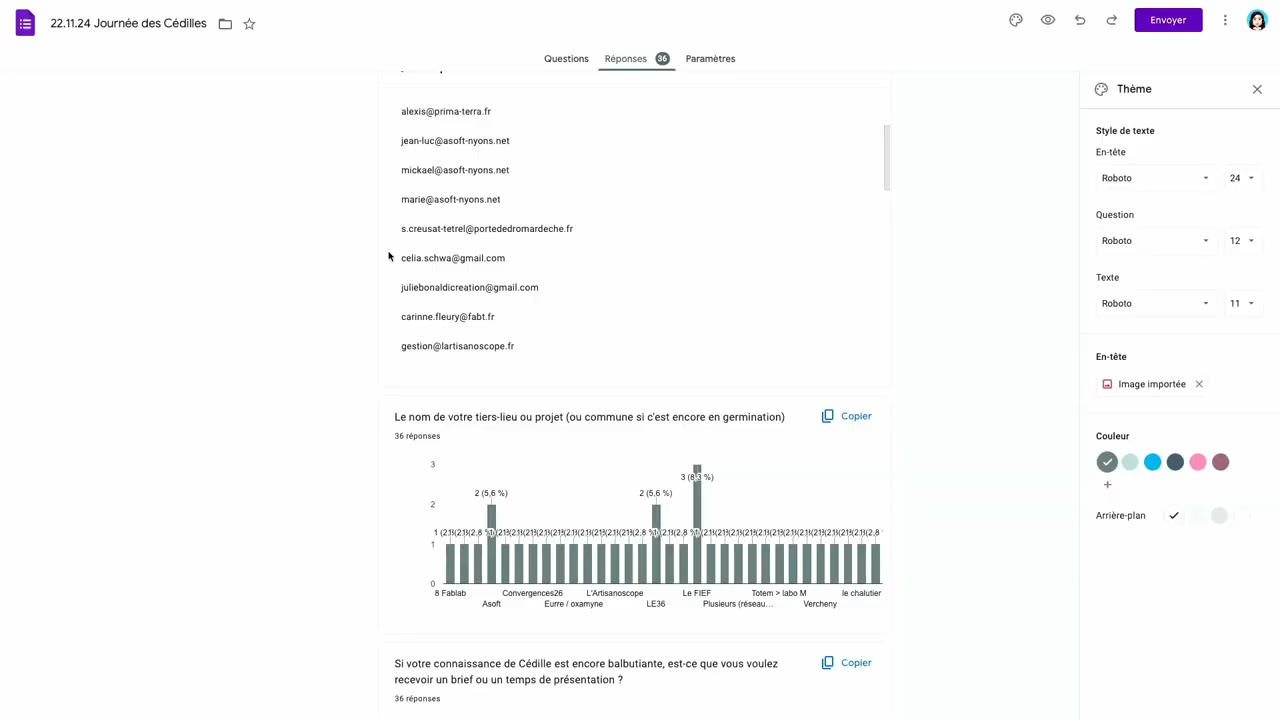 22.11.24 Journée des Cédilles
Envoyer
Questions
Réponses
36
Paramètres
Thème
alexis@prima-terra.fr
jean-luc@asoft-nyons.net
mickael@asoft-nyons.net
marie@asoft-nyons.net
s.creusat-tetrel@portededromardeche.fr
celia.schwa@gmail.com
juliebonaldicreation@gmail.com
carinne.fleury@fabt.fr
gestion@lartisanoscope.fr
Style de texte
En-tête
Roboto
24
Question
Roboto
12
Texte
Roboto
11
En-tête
Image importée
Couleur
Arrière-plan
Le nom de votre tiers-lieu ou projet (ou commune si c'est encore en germination)
Copier
36 réponses
3
2
1
0
3 (8,3 %)
2 (5,6 %)
2 (5,6 %)
8 Fablab
Convergences26
L'Artisanoscope
Le FIEF
Totem > labo M
le chalutier
Asoft
Eurre / oxamyne
LE36
Plusieurs (réseau…
Vercheny
Si votre connaissance de Cédille est encore balbutiante, est-ce que vous voulez
recevoir un brief ou un temps de présentation ?
Copier
36 réponses